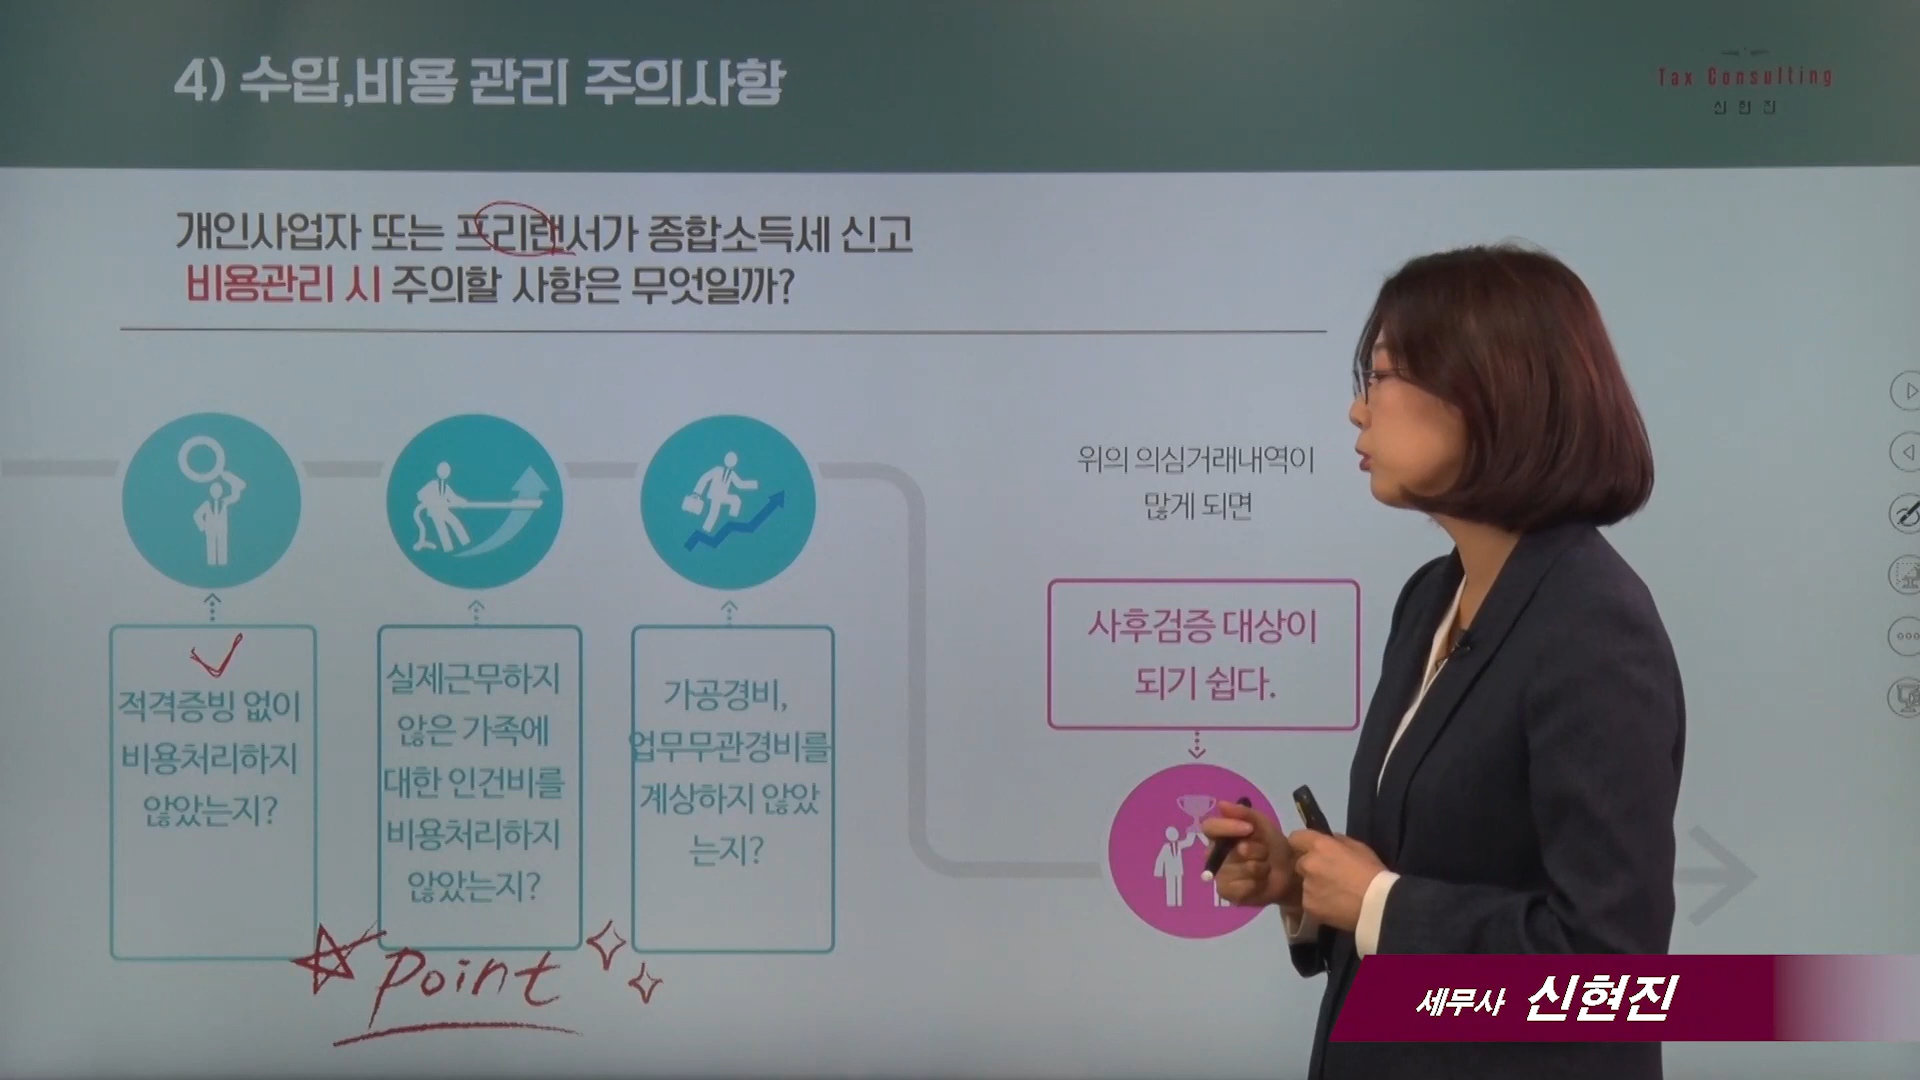 4) 수입,비용 관리 주의사항
Tax Consulting
신현진
개인사업자 또는 프리랜서가 종합소득세 신고
비용관리 시 주의할 사항은 무엇일까?
적격증빙 없이
비용처리하지
않았는지?
실제근무하지
않은 가족에
대한 인건비를
비용처리하지
않았는지?
가공경비,
업무무관경비를
계상하지 않았
는지?
위의 의심거래내역이
많게 되면
사후검증 대상이
되기 쉽다.
point
세무사 신현진